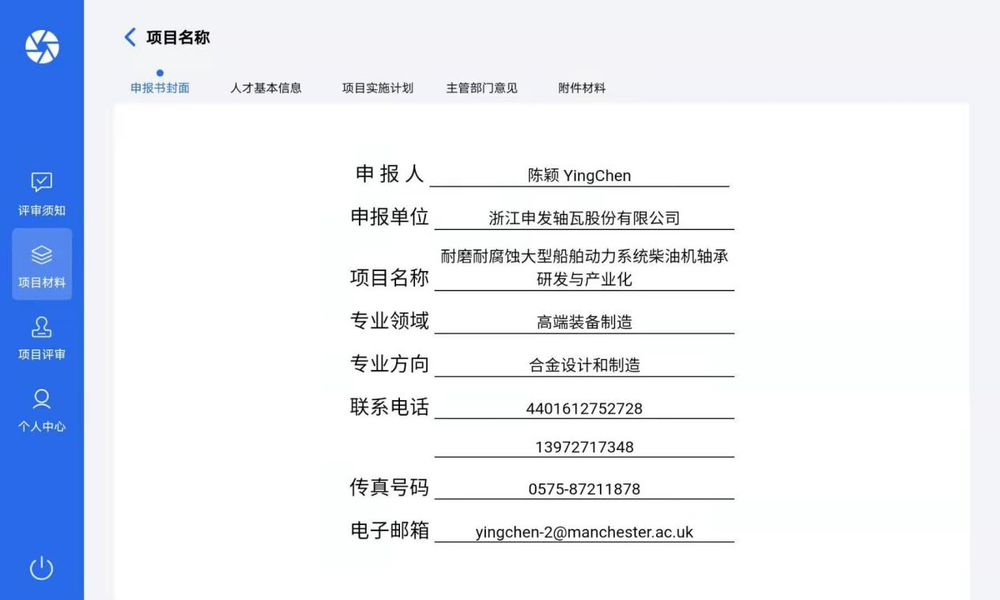 项目名称
申报书封面 人才基本信息 项目实施计划 主管部门意见 附件材料
评审须知
项目材料
项目评审
个人中心
申 报 人 陈颖 YingChen
申报单位 浙江申发轴瓦股份有限公司
耐磨耐腐蚀大型船舶动力系统柴油机轴承
项目名称 研发与产业化
专业领域 高端装备制造
专业方向 合金设计和制造
联系电话 4401612752728
13972717348
传真号码 0575-87211878
电子邮箱 yingchen-2@manchester.ac.uk